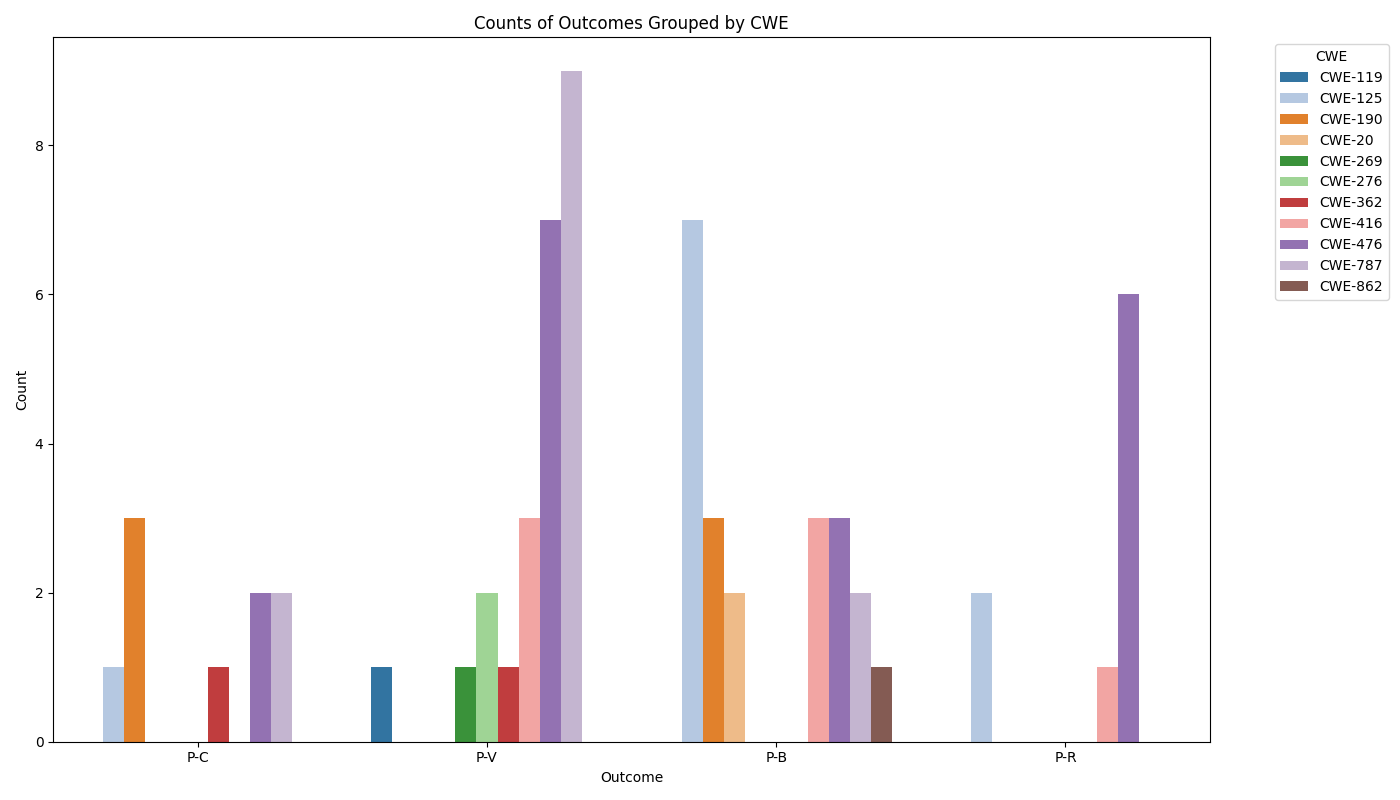 Counts of Outcomes Grouped by CWE
Count
8
6
4
2
0
P-C
P-V
P-B
P-R
Outcome
CWE
CWE-119
CWE-125
CWE-190
CWE-20
CWE-269
CWE-276
CWE-362
CWE-416
CWE-476
CWE-787
CWE-862